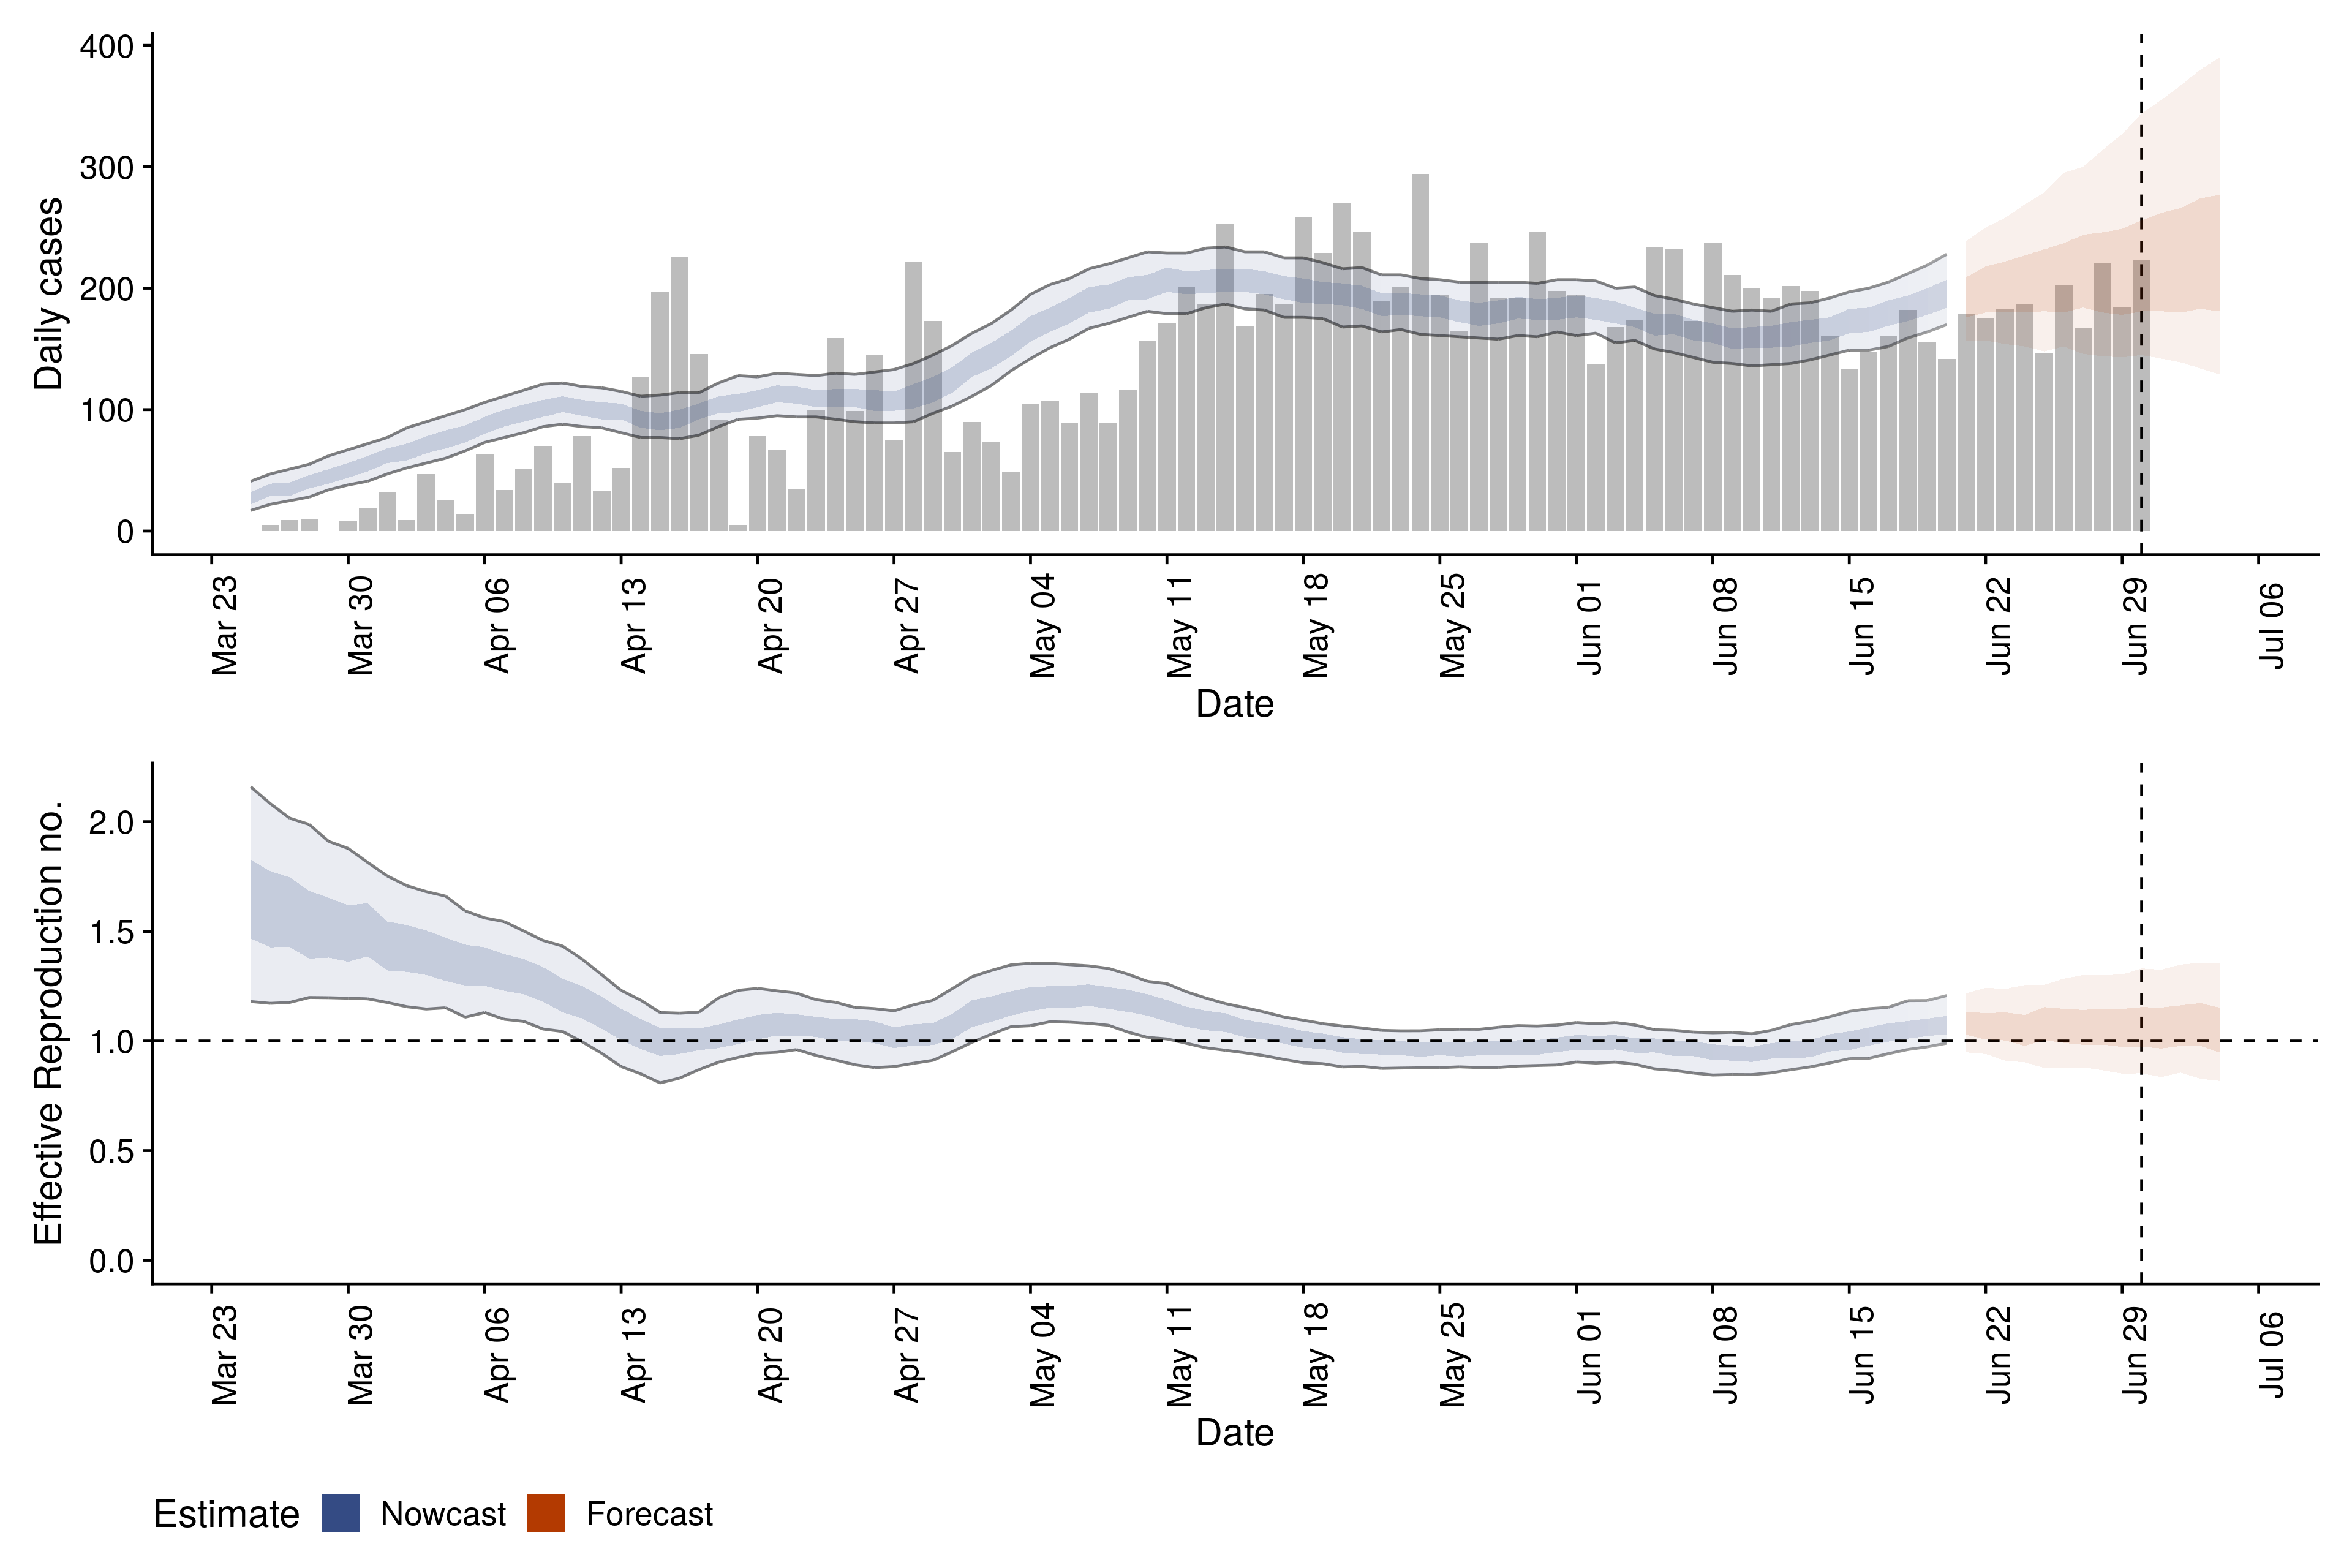 400
300
200
100
0
Daily cases
Mar 23 Mar 30 Apr 06 Apr 13 Apr 20 Apr 27 May 04 May 11 May 18 May 25 Jun 01 Jun 08 Jun 15 Jun 22 Jun 29 Jul 06
Date
2.0
1.5
1.0
0.5
0.0
Effective Reproduction no.
Mar 23 Mar 30 Apr 06 Apr 13 Apr 20 Apr 27 May 04 May 11 May 18 May 25 Jun 01 Jun 08 Jun 15 Jun 22 Jun 29 Jul 06
Date
Estimate Nowcast Forecast